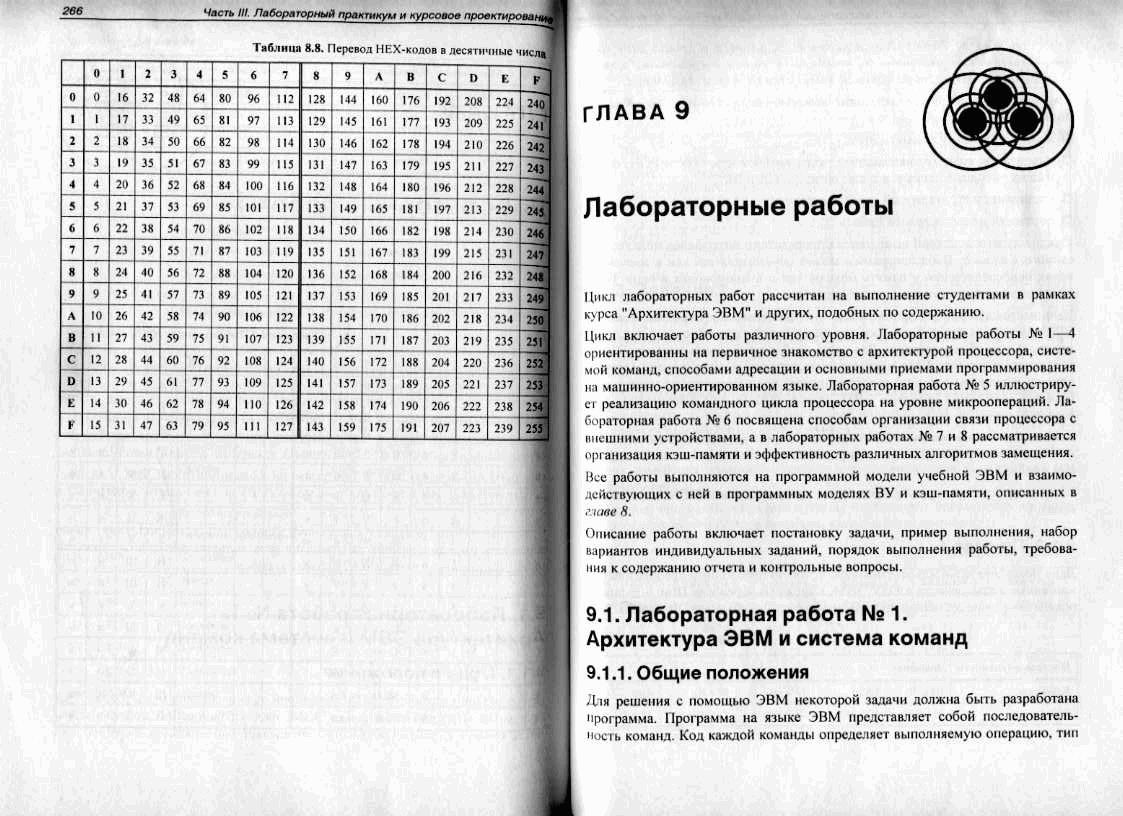 266
Часть III. Лабораторный практикум и курсовое проектирование
Таблица 8.8. Перевод HEX-кодов в десятичные числа
0 1 2 3 4 5 6 7 8 9 A B C D E F
0 0 16 32 48 64 80 96 112 128 144 160 176 192 208 224 240
1 1 17 33 49 65 81 97 113 129 145 161 177 193 209 225 241
2 2 18 34 50 66 82 98 114 130 146 162 178 194 210 226 242
3 3 19 35 51 67 83 99 115 131 147 163 179 195 211 227 243
4 4 20 36 52 68 84 100 116 132 148 164 180 196 212 228 244
5 5 21 37 53 69 85 101 117 133 149 165 181 197 213 229 245
6 6 22 38 54 70 86 102 118 134 150 166 182 198 214 230 246
7 7 23 39 55 71 87 103 119 135 151 167 183 199 215 231 247
8 8 24 40 56 72 88 104 120 136 152 168 184 200 216 232 248
9 9 25 41 57 73 89 105 121 137 153 169 185 201 217 233 249
A 10 26 42 58 74 90 106 122 138 154 170 186 202 218 234 250
B 11 27 43 59 75 91 107 123 139 155 171 187 203 219 235 251
C 12 28 44 60 76 92 108 124 140 156 172 188 204 220 236 252
D 13 29 45 61 77 93 109 125 141 157 173 189 205 221 237 253
E 14 30 46 62 78 94 110 126 142 158 174 190 206 222 238 254
F 15 31 47 63 79 95 111 127 143 159 175 191 207 223 239 255
ГЛАВА 9
Лабораторные работы
Цикл лабораторных работ рассчитан на выполнение студентами в рамках
курса "Архитектура ЭВМ" и других, подобных по содержанию.
Цикл включает работы различного уровня. Лабораторные работы № 1—4
ориентированны на первичное знакомство с архитектурой процессора, систе-
мой команд, способами адресации и основными приемами программирования
на машинно-ориентированном языке. Лабораторная работа № 5 иллюстриру-
ет реализацию командного цикла процессора на уровне микроопераций. Ла-
бораторная работа № 6 посвящена способам организации связи процессора с
внешними устройствами, а в лабораторных работах № 7 и 8 рассматривается
организация кэш-памяти и эффективность различных алгоритмов замещения.
Все работы выполняются на программной модели учебной ЭВМ и взаимо-
действующих с ней в программных моделях ВУ и кэш-памяти, описанных в
главе 8.
Описание работы включает постановку задачи, пример выполнения, набор
вариантов индивидуальных заданий, порядок выполнения работы, требова-
ния к содержанию отчета и контрольные вопросы.
9.1. Лабораторная работа № 1.
Архитектура ЭВМ и система команд
9.1.1. Общие положения
Для решения с помощью ЭВМ некоторой задачи должна быть разработана
программа. Программа на языке ЭВМ представляет собой последователь-
ность команд. Код каждой команды определяет выполняемую операцию, тип